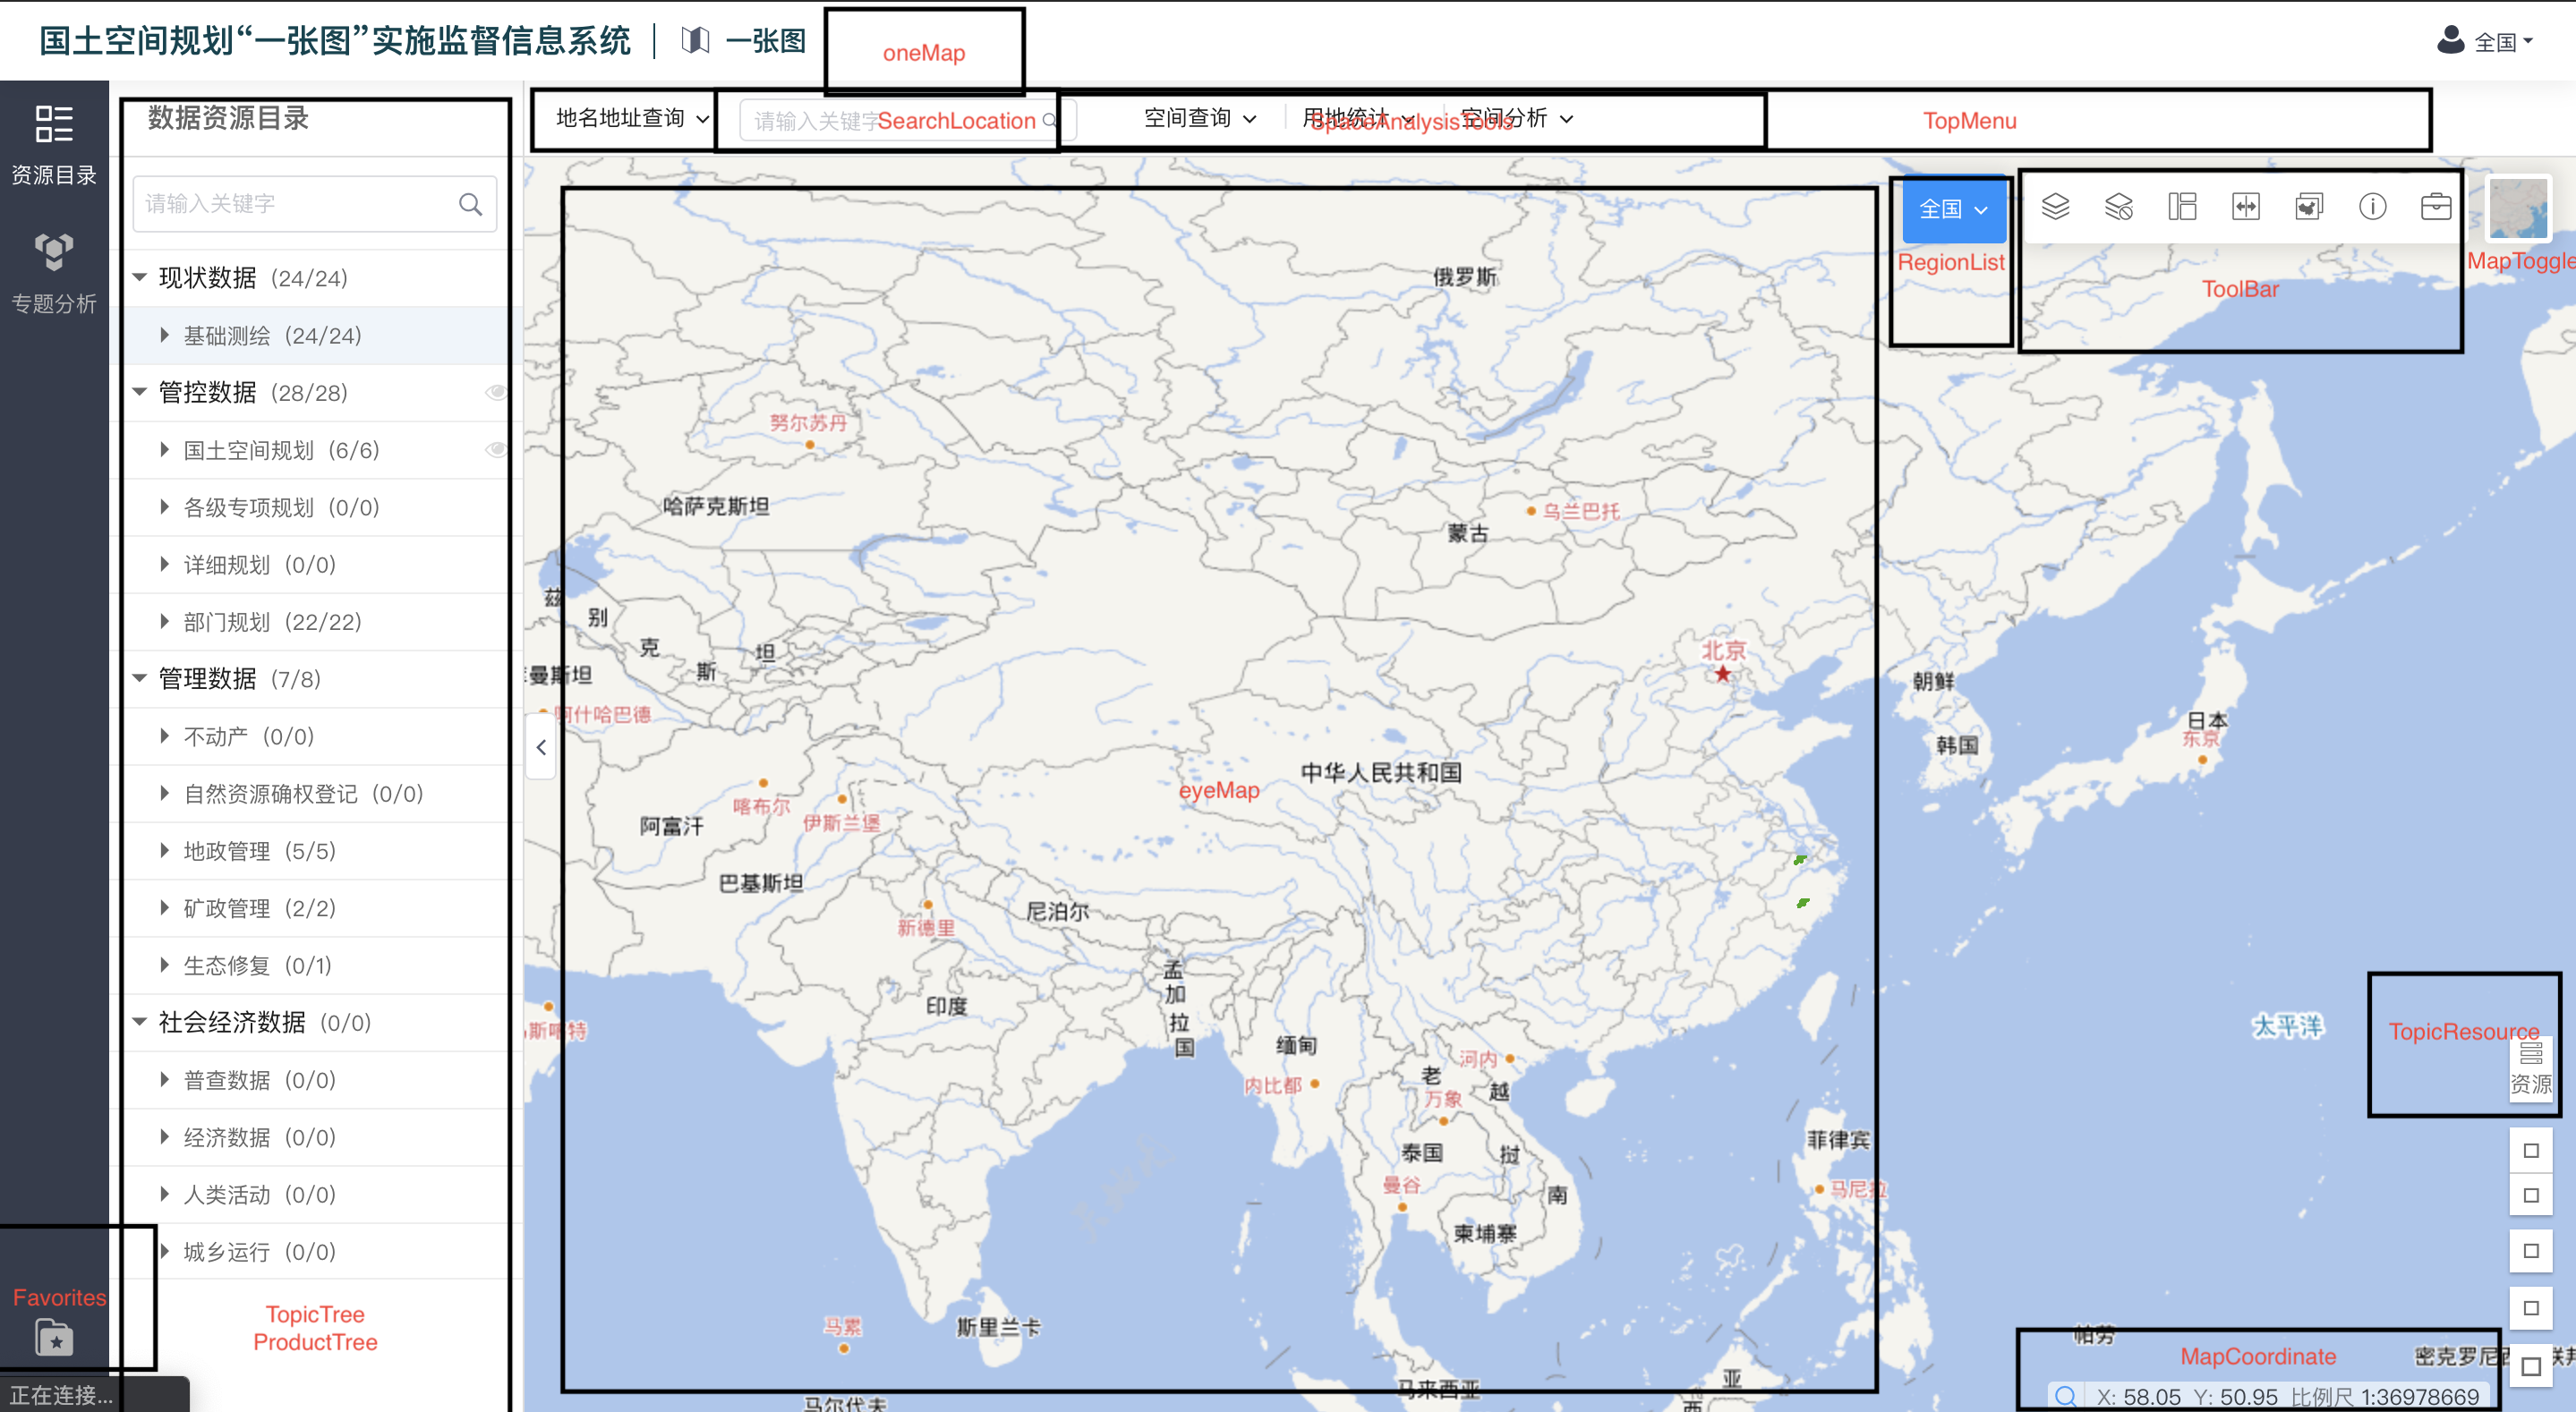 国土空间规划“一张图”实施监督信息系统
一张图
oneMap
全国
资源目录
专题分析
Favorites
正在连接...
数据资源目录
请输入关键字
现状数据 (24/24)
基础测绘 (24/24)
管控数据 (28/28)
国土空间规划 (6/6)
各级专项规划 (0/0)
详细规划 (0/0)
部门规划 (22/22)
管理数据 (7/8)
不动产 (0/0)
自然资源确权登记 (0/0)
地政管理 (5/5)
矿政管理 (2/2)
生态修复 (0/1)
社会经济数据 (0/0)
普查数据 (0/0)
经济数据 (0/0)
人类活动 (0/0)
城乡运行 (0/0)
TopicTree
ProductTree
地名地址查询
请输入关键字
SearchLocation
空间查询
用地统计
空间分析
SpaceAnalysisTools
TopMenu
全国
RegionList
ToolBar
MapToggle
俄罗斯
努尔苏丹
哈萨克斯坦
乌兰巴托
蒙古
兹
别
克
斯
坦
曼斯坦
阿什哈巴德
北京
朝鲜
日本
东京
韩国
中华人民共和国
eyeMap
喀布尔
伊斯兰堡
阿富汗
巴基斯坦
尼泊尔
新德里
孟
加
拉
国
印度
斯喀特
缅甸
内比都
河内
老
万象
越
泰国
挝
曼谷
南
柬埔寨
菲律宾
马尼拉
太平洋
TopicResource
资源
马累
斯里兰卡
马尔代夫
马来西亚
亚
西
帕劳
MapCoordinate
密克罗尼西
联邦
X: 58.05 Y: 50.95 比例尺 1:36978669